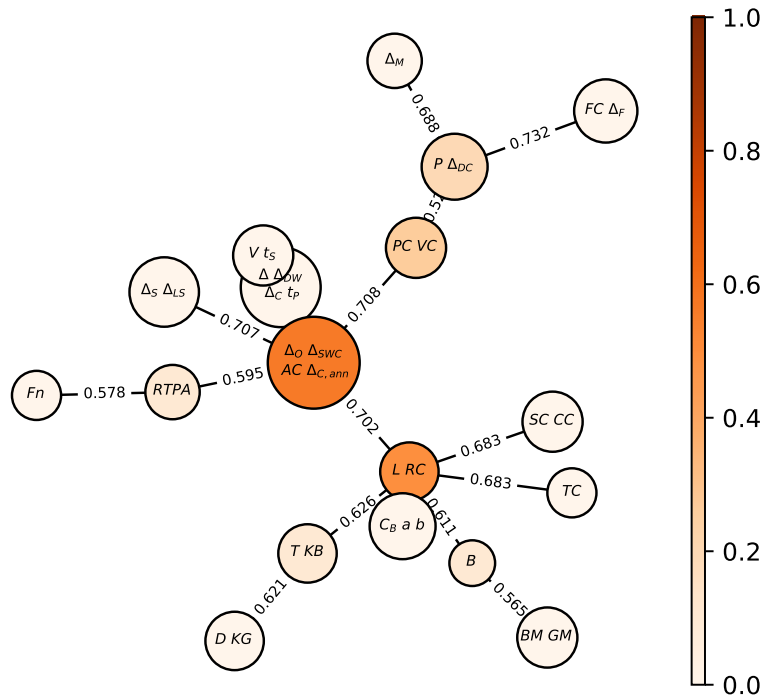 1.0
Δ_M
FC Δ_F
0.688
0.732
0.8
P Δ_DC
PC VC
V t_S
Δ Δ_DW
Δ_C t_P
Δ_S Δ_LS
0.6
0.708
0.707
Δ_O Δ_SWC
AC Δ_C,ann
Fn
0.578
RTPA
0.595
0.4
0.702
SC CC
0.683
L RC
0.683
TC
0.626
C_B a b
0.611
0.2
T KB
B
0.621
0.565
D KG
BM GM
0.0